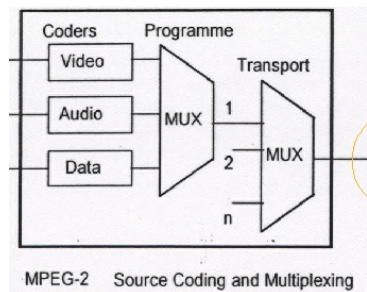 Coders
Programme
Video
Transport
Audio
MUX
1
MUX
2
Data
n
MPEG-2 Source Coding and Multiplexing